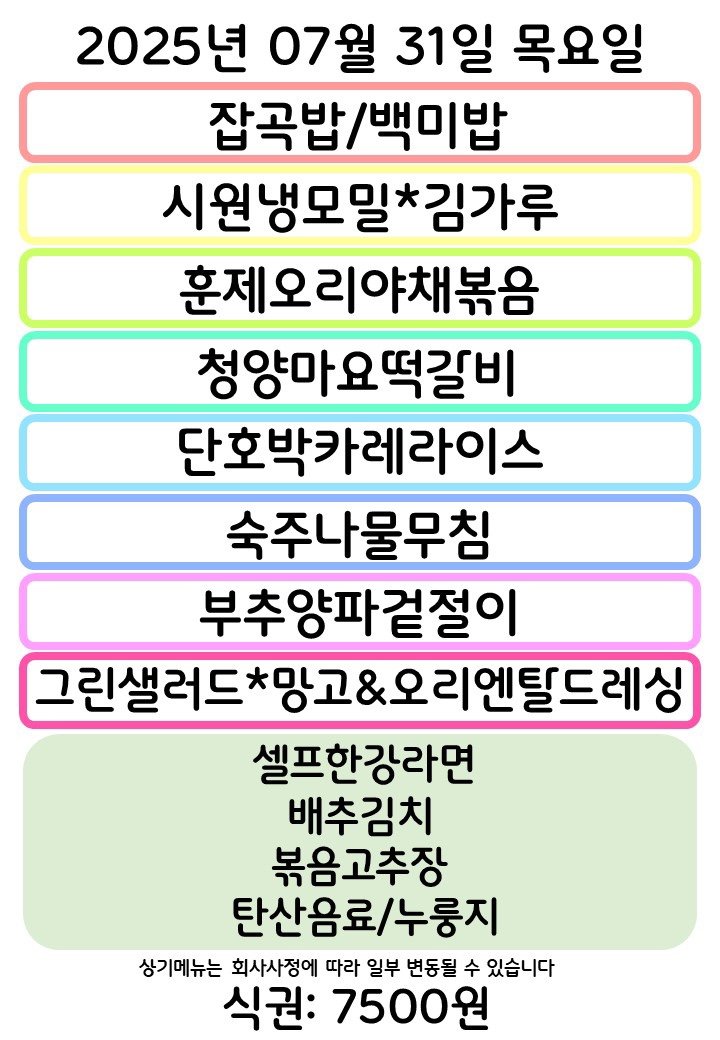 2025년 07월 31일 목요일
잡곡밥/백미밥
시원냉모밀*김가루
훈제오리야채볶음
청양마요떡갈비
단호박카레라이스
숙주나물무침
부추양파겉절이
그린샐러드*망고&오리엔탈드레싱
셀프한강라면
배추김치
볶음고추장
탄산음료/누룽지
상기메뉴는 회사사정에 따라 일부 변동될 수 있습니다
식권: 7500원